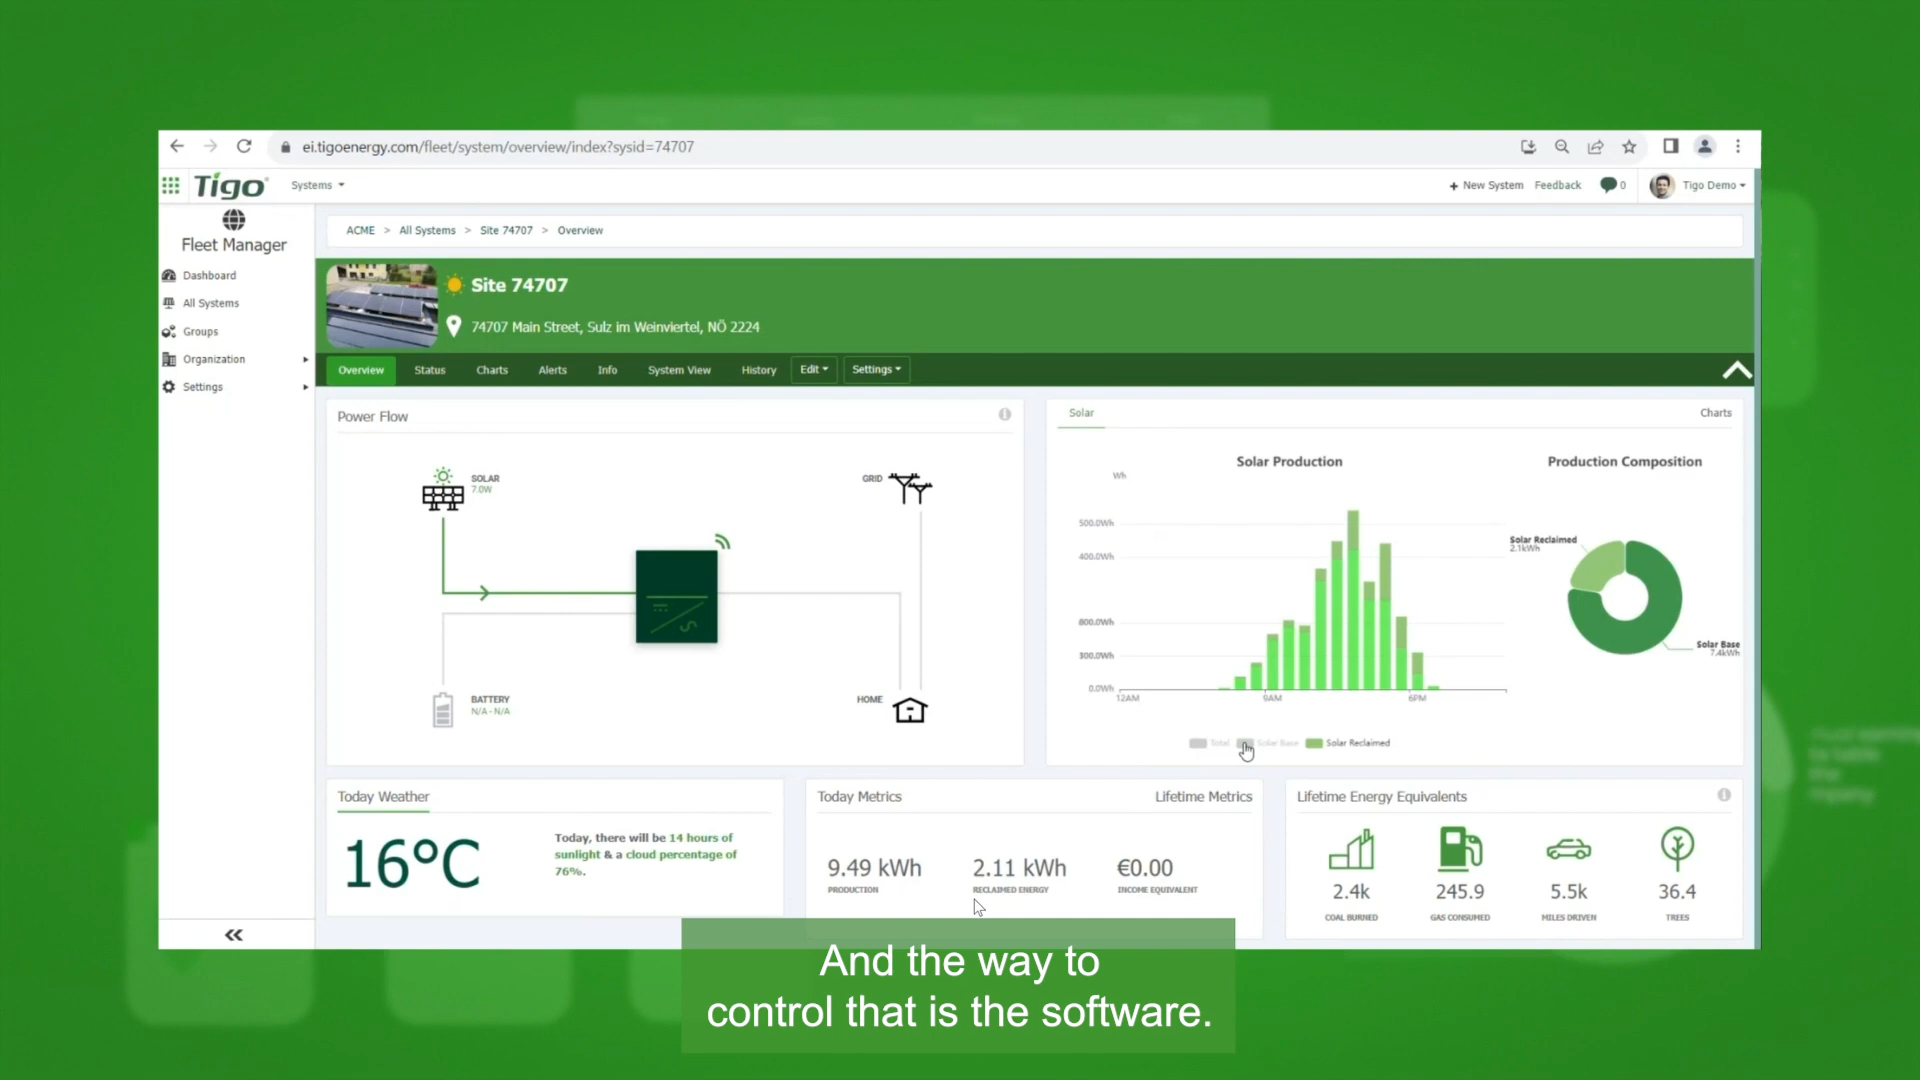 ei.tigoenergy.com/fleet/system/overview/index?sysid=74707
Tigo
Systems
+ New System
Feedback
0
Tigo Demo
Fleet Manager
Dashboard
All Systems
Groups
Organization
Settings
ACME > All Systems > Site 74707 > Overview
Site 74707
74707 Main Street, Sulz im Weinviertel, NÖ 2224
Overview
Status
Charts
Alerts
Info
System View
History
Edit
Settings
Power Flow
SOLAR
7.0W
GRID
BATTERY
N/A - N/A
HOME
Solar
Charts
Solar Production
Production Composition
Wh
500.0Wh
400.0Wh
800.0Wh
300.0Wh
0.0Wh
12AM
9AM
6PM
Solar Reclaimed
2.1kWh
Solar Base
7.4kWh
Total
Solar Base
Solar Reclaimed
Today Weather
16°C
Today, there will be 14 hours of
sunlight & a cloud percentage of
76%.
Today Metrics
Lifetime Metrics
9.49 kWh
PRODUCTION
2.11 kWh
RECLAIMED ENERGY
€0.00
INCOME EQUIVALENT
Lifetime Energy Equivalents
2.4k
COAL BURNED
245.9
GAS CONSUMED
5.5k
MILES DRIVEN
36.4
TREES
And the way to
control that is the software.